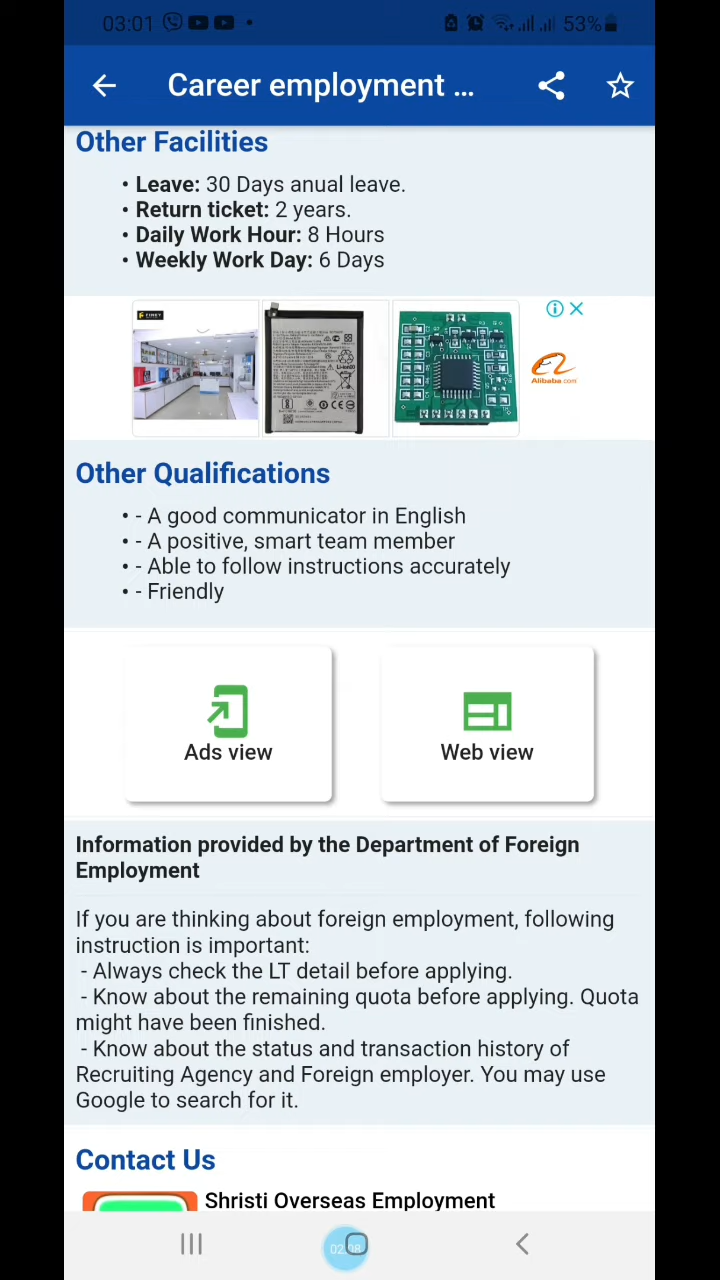 03:01 53%
Career employment ...
Other Facilities
• Leave: 30 Days anual leave.
• Return ticket: 2 years.
• Daily Work Hour: 8 Hours
• Weekly Work Day: 6 Days
Alibaba.com
Other Qualifications
• - A good communicator in English
• - A positive, smart team member
• - Able to follow instructions accurately
• - Friendly
Ads view
Web view
Information provided by the Department of Foreign
Employment
If you are thinking about foreign employment, following
instruction is important:
- Always check the LT detail before applying.
- Know about the remaining quota before applying. Quota
might have been finished.
- Know about the status and transaction history of
Recruiting Agency and Foreign employer. You may use
Google to search for it.
Contact Us
Shristi Overseas Employment